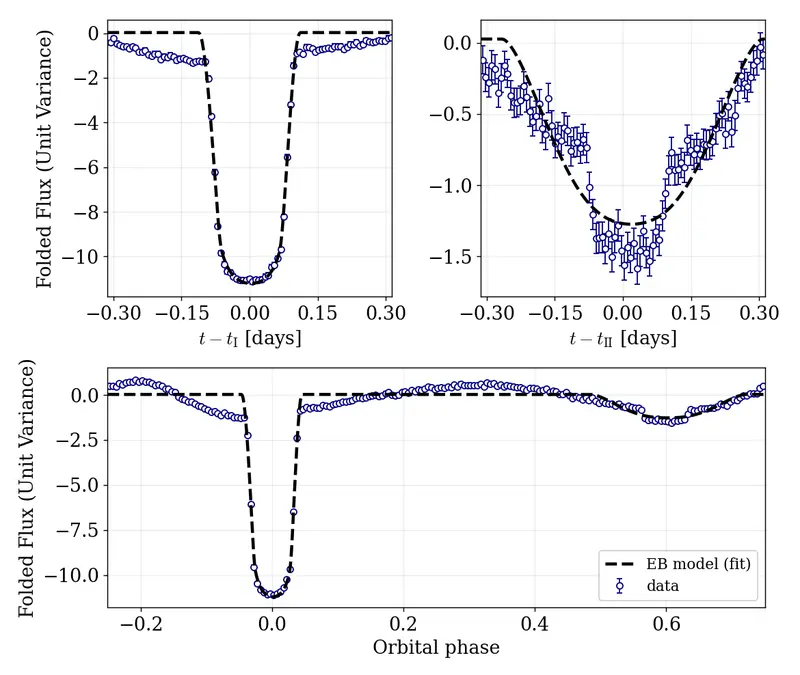 Folded Flux (Unit Variance)
0
−2
−4
−6
−8
−10
−0.30 −0.15 0.00 0.15 0.30
t − tI [days]
0.0
−0.5
−1.0
−1.5
−0.30 −0.15 0.00 0.15 0.30
t − tII [days]
Folded Flux (Unit Variance)
0.0
−2.5
−5.0
−7.5
−10.0
−0.2 0.0 0.2 0.4 0.6
Orbital phase
EB model (fit)
data